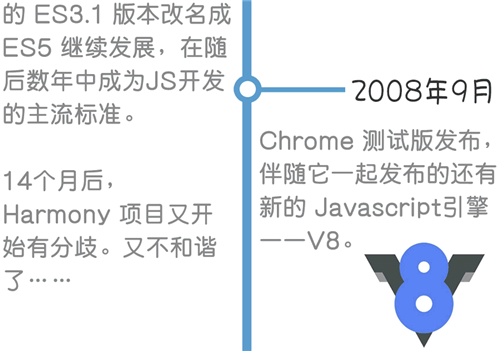 的 ES3.1 版本改名成
ES5 继续发展，在随
后数年中成为JS开发
的主流标准。
14个月后，
Harmony 项目又开
始有分歧。又不和谐
了……
2008年9月
Chrome 测试版发布，
伴随它一起发布的还有
新的 Javascript引擎
——V8。
8